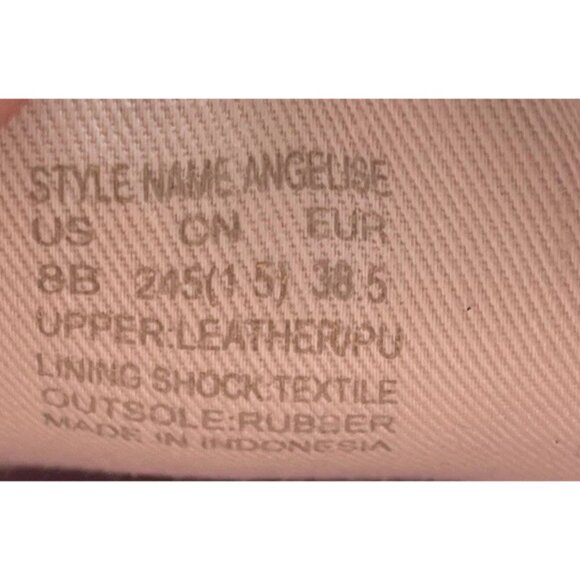 STYLE NAME ANGELISE
US CN EUR
8B 245(1.5) 38.5
UPPER:LEATHER/PU
LINING SHOCK:TEXTILE
OUTSOLE:RUBBER
MADE IN INDONESIA